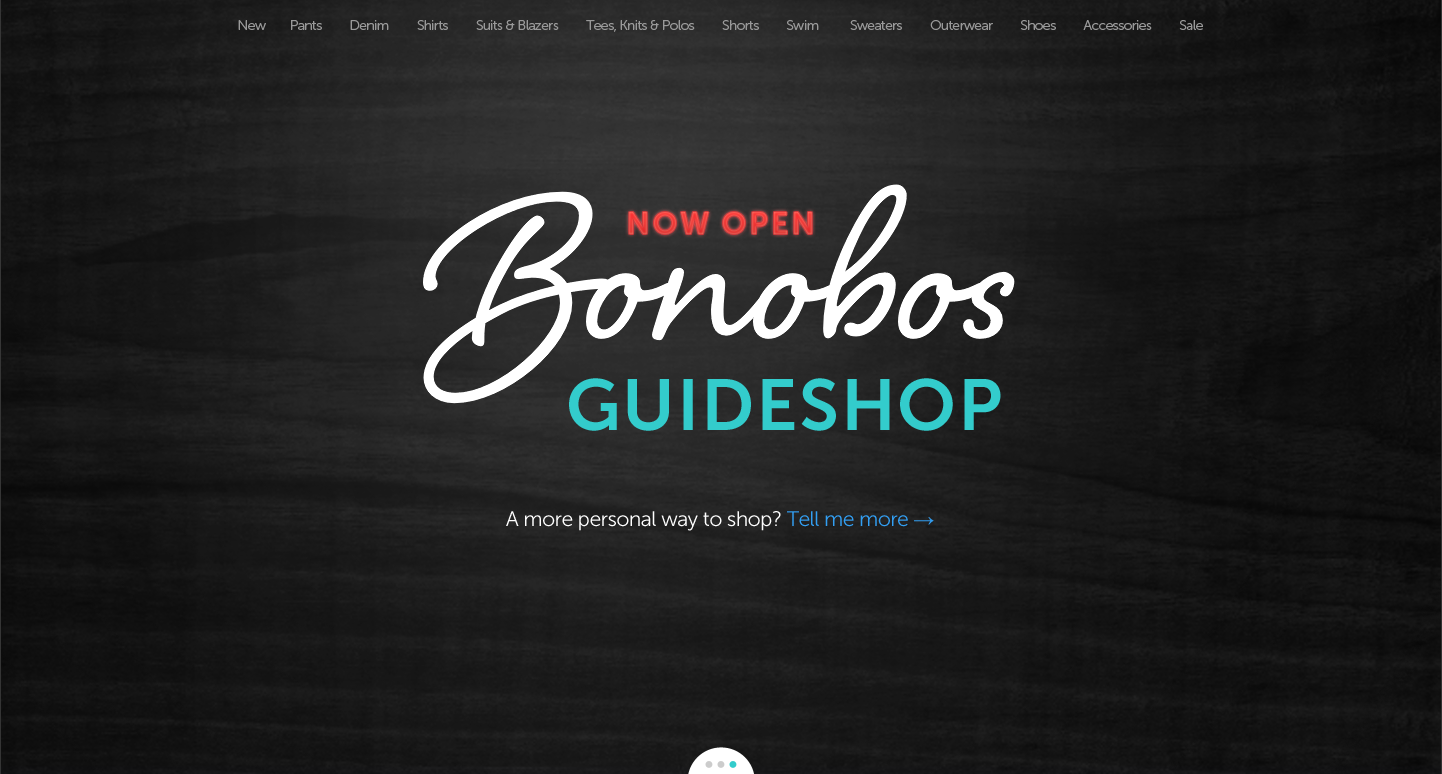 New Pants Denim Shirts Suits & Blazers Tees, Knits & Polos Shorts Swim Sweaters Outerwear Shoes Accessories Sale
NOW OPEN
Bonobos
GUIDESHOP
A more personal way to shop? Tell me more →